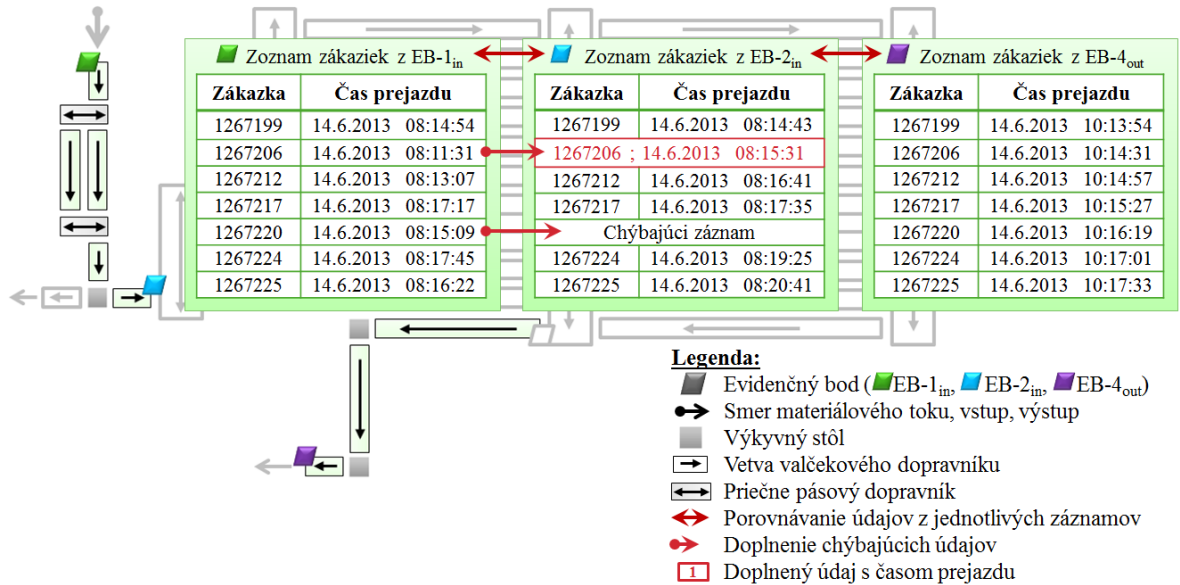 Zoznam zákaziek z EB-1in
Zákazka Čas prejazdu
1267199 14.6.2013 08:14:54
1267206 14.6.2013 08:11:31
1267212 14.6.2013 08:13:07
1267217 14.6.2013 08:17:17
1267220 14.6.2013 08:15:09
1267224 14.6.2013 08:17:45
1267225 14.6.2013 08:16:22
Zoznam zákaziek z EB-2in
Zákazka Čas prejazdu
1267199 14.6.2013 08:14:43
1267206 ; 14.6.2013 08:15:31
1267212 14.6.2013 08:16:41
1267217 14.6.2013 08:17:35
Chýbajúci záznam
1267224 14.6.2013 08:19:25
1267225 14.6.2013 08:20:41
Zoznam zákaziek z EB-4out
Zákazka Čas prejazdu
1267199 14.6.2013 10:13:54
1267206 14.6.2013 10:14:31
1267212 14.6.2013 10:14:57
1267217 14.6.2013 10:15:27
1267220 14.6.2013 10:16:19
1267224 14.6.2013 10:17:01
1267225 14.6.2013 10:17:33
Legenda:
Evidenčný bod ( EB-1in, EB-2in, EB-4out)
Smer materiálového toku, vstup, výstup
Výkyvný stôl
Vetva valčekového dopravníku
Priečne pásový dopravník
Porovnávanie údajov z jednotlivých záznamov
Doplnenie chýbajúcich údajov
1 Doplnený údaj s časom prejazdu